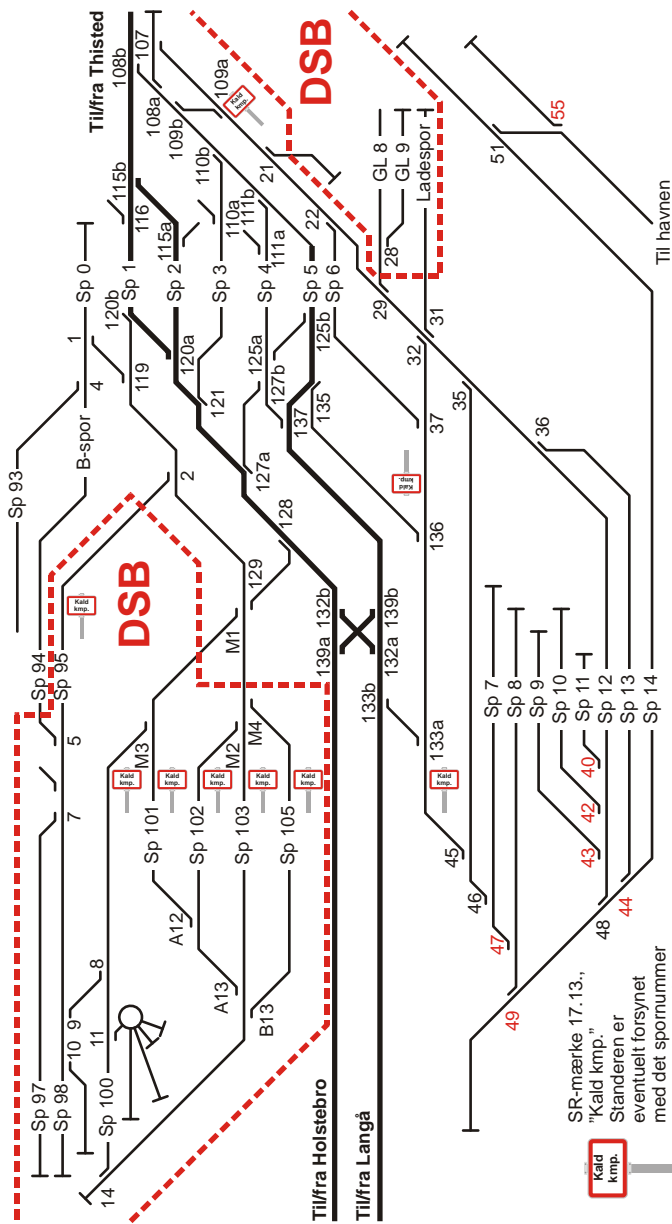 Til/fra Thisted
108b
107
109a
108a
109b
110b
110a
111b
111a
115b
116
115a
DSB
Kald
kmp.
21
22
28
29
GL 8
GL 9
Ladespor
31
32
51
55
Til havnen
Sp 0
Sp 1
Sp 2
Sp 3
Sp 4
Sp 5
Sp 6
120b
120a
119
121
125a
125b
127b
127a
128
129
135
137
136
37
35
36
1
4
2
B-spor
Sp 93
Sp 94
Sp 95
DSB
Kald
kmp.
Kald
kmp.
5
7
M1
M3
M2
M4
139a
132b
132a
139b
133b
133a
Kald
kmp.
Kald
kmp.
Kald
kmp.
Kald
kmp.
Kald
kmp.
Kald
kmp.
Sp 101
Sp 102
Sp 103
Sp 105
A12
A13
B13
8
9
10
11
14
Sp 97
Sp 98
Sp 100
45
46
47
48
49
40
42
43
44
Sp 7
Sp 8
Sp 9
Sp 10
Sp 11
Sp 12
Sp 13
Sp 14
Til/fra Holstebro
Til/fra Langå
Kald
kmp.
SR-mærke 17.13.,
"Kald kmp."
Standeren er
eventuelt forsynet
med det spornummer